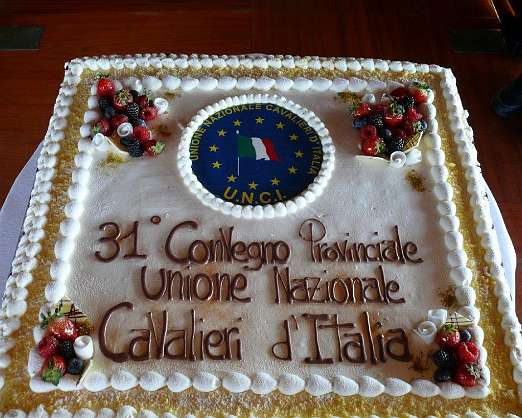 UNIONE NAZIONALE CAVALIERI D'ITALIA
U.N.C.I.
31° Convegno Provinciale
Unione Nazionale
Cavalieri d'Italia